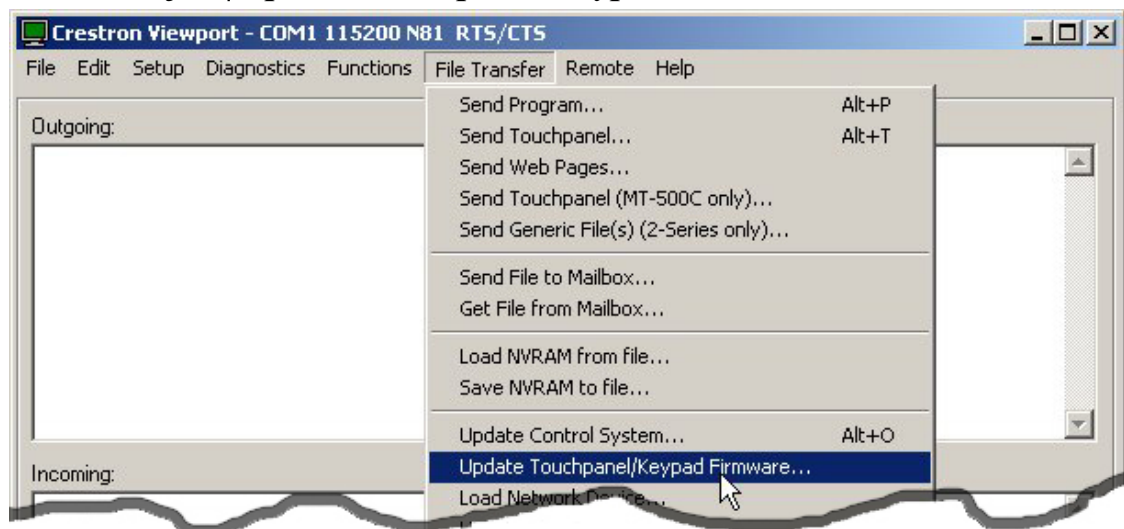 Crestron Viewport - COM1 115200 N81 RTS/CTS
File Edit Setup Diagnostics Functions File Transfer Remote Help
Outgoing:
Send Program... Alt+P
Send Touchpanel... Alt+T
Send Web Pages...
Send Touchpanel (MT-500C only)...
Send Generic File(s) (2-Series only)...
Send File to Mailbox...
Get File from Mailbox...
Load NVRAM from file...
Save NVRAM to file...
Update Control System... Alt+O
Update Touchpanel/Keypad Firmware...
Incoming:
Load Network Device...